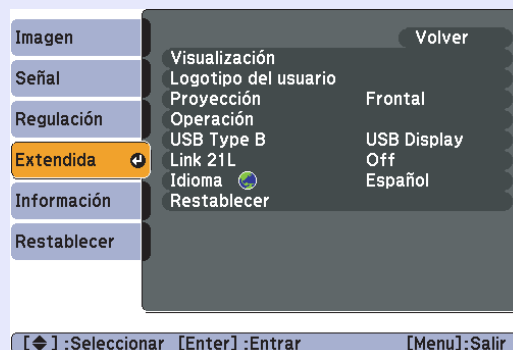 Imagen
Señal
Regulación
Extendida
Información
Restablecer
Volver
Visualización
Logotipo del usuario
Proyección Frontal
Operación
USB Type B USB Display
Link 21L Off
Idioma Español
Restablecer
[◆] :Seleccionar [Enter] :Entrar [Menu]:Salir